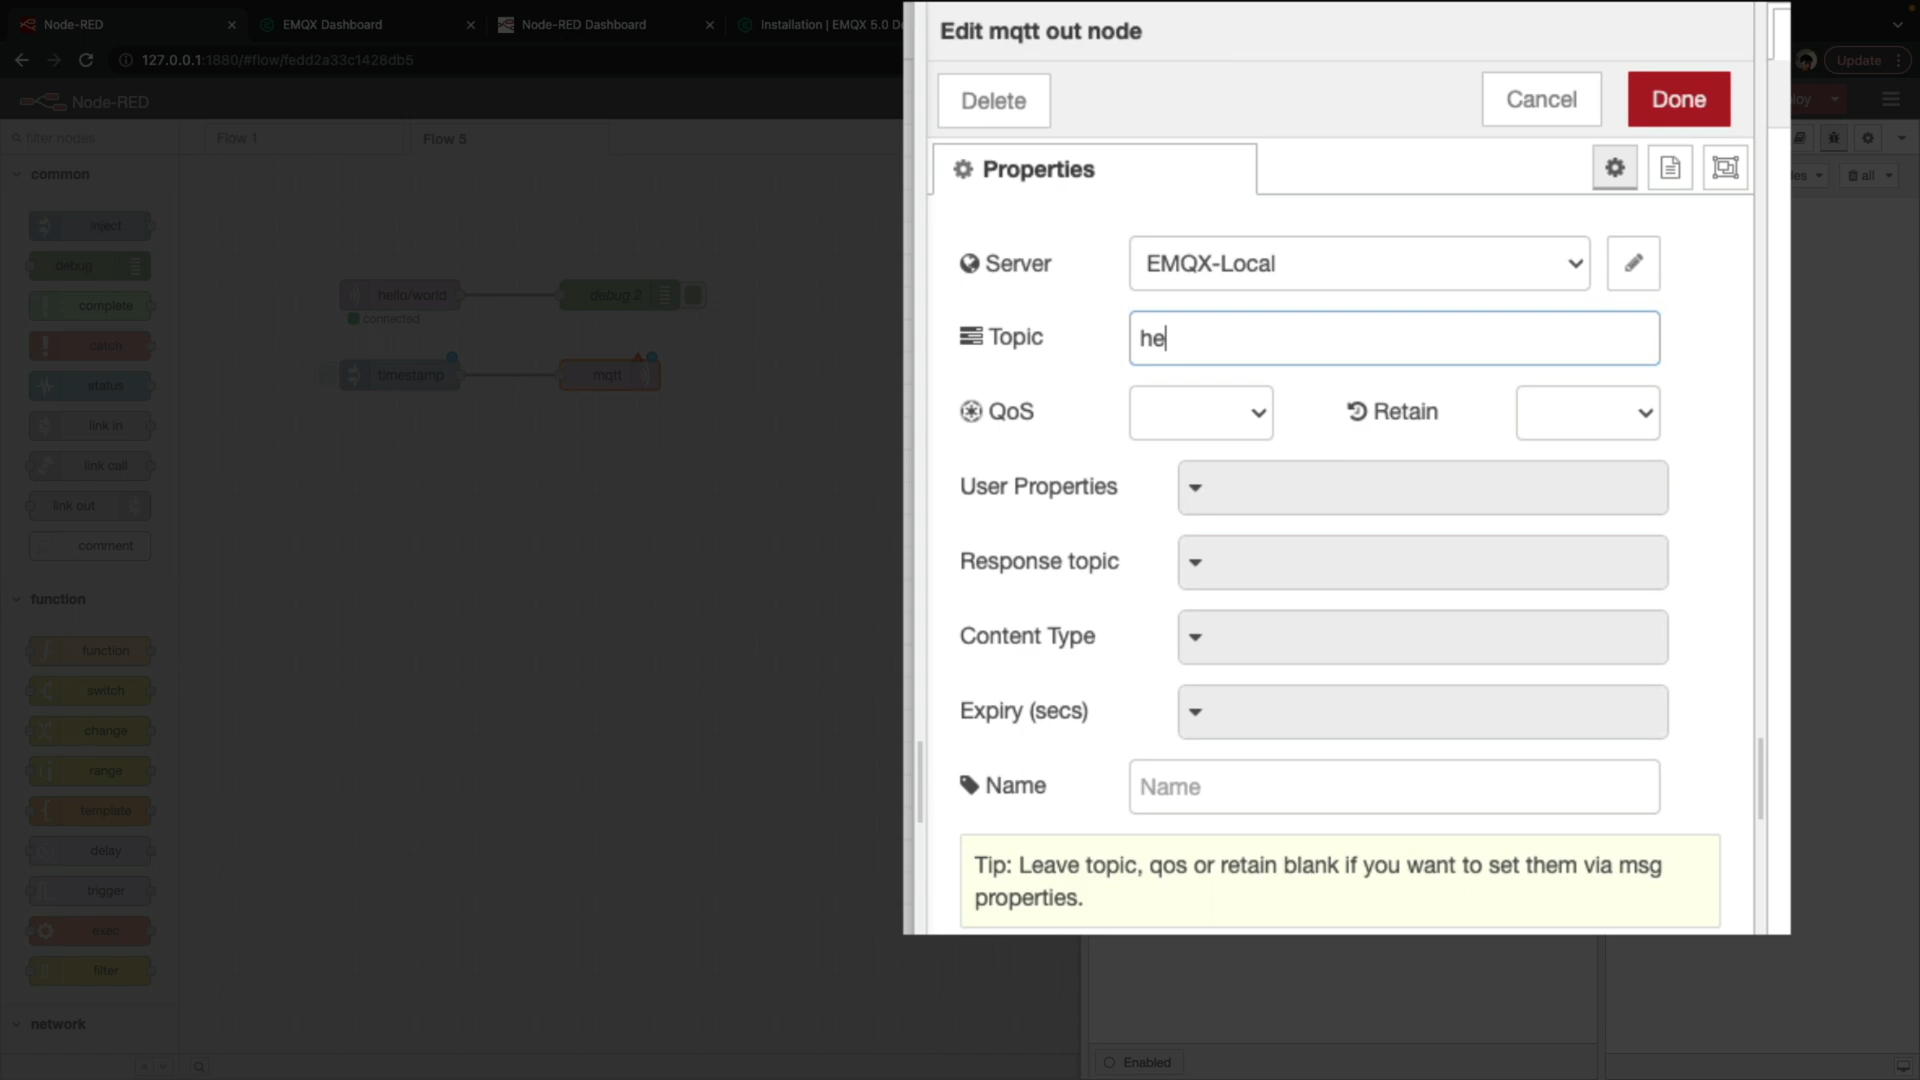 Node-RED
EMQX Dashboard
Node-RED Dashboard
Installation | EMQX 5.0
127.0.0.1:1880/#flow/fedd2a33c1428db5
Update
Node-RED
filter nodes
Flow 1
Flow 5
all
common
inject
debug
complete
catch
status
link in
link call
link out
comment
function
function
switch
change
range
template
delay
trigger
exec
filter
network
hello/world
connected
debug 2
timestamp
mqtt
Edit mqtt out node
Delete
Cancel
Done
Properties
Server
EMQX-Local
Topic
he
QoS
Retain
User Properties
Response topic
Content Type
Expiry (secs)
Name
Name
Tip: Leave topic, qos or retain blank if you want to set them via msg
properties.
Enabled